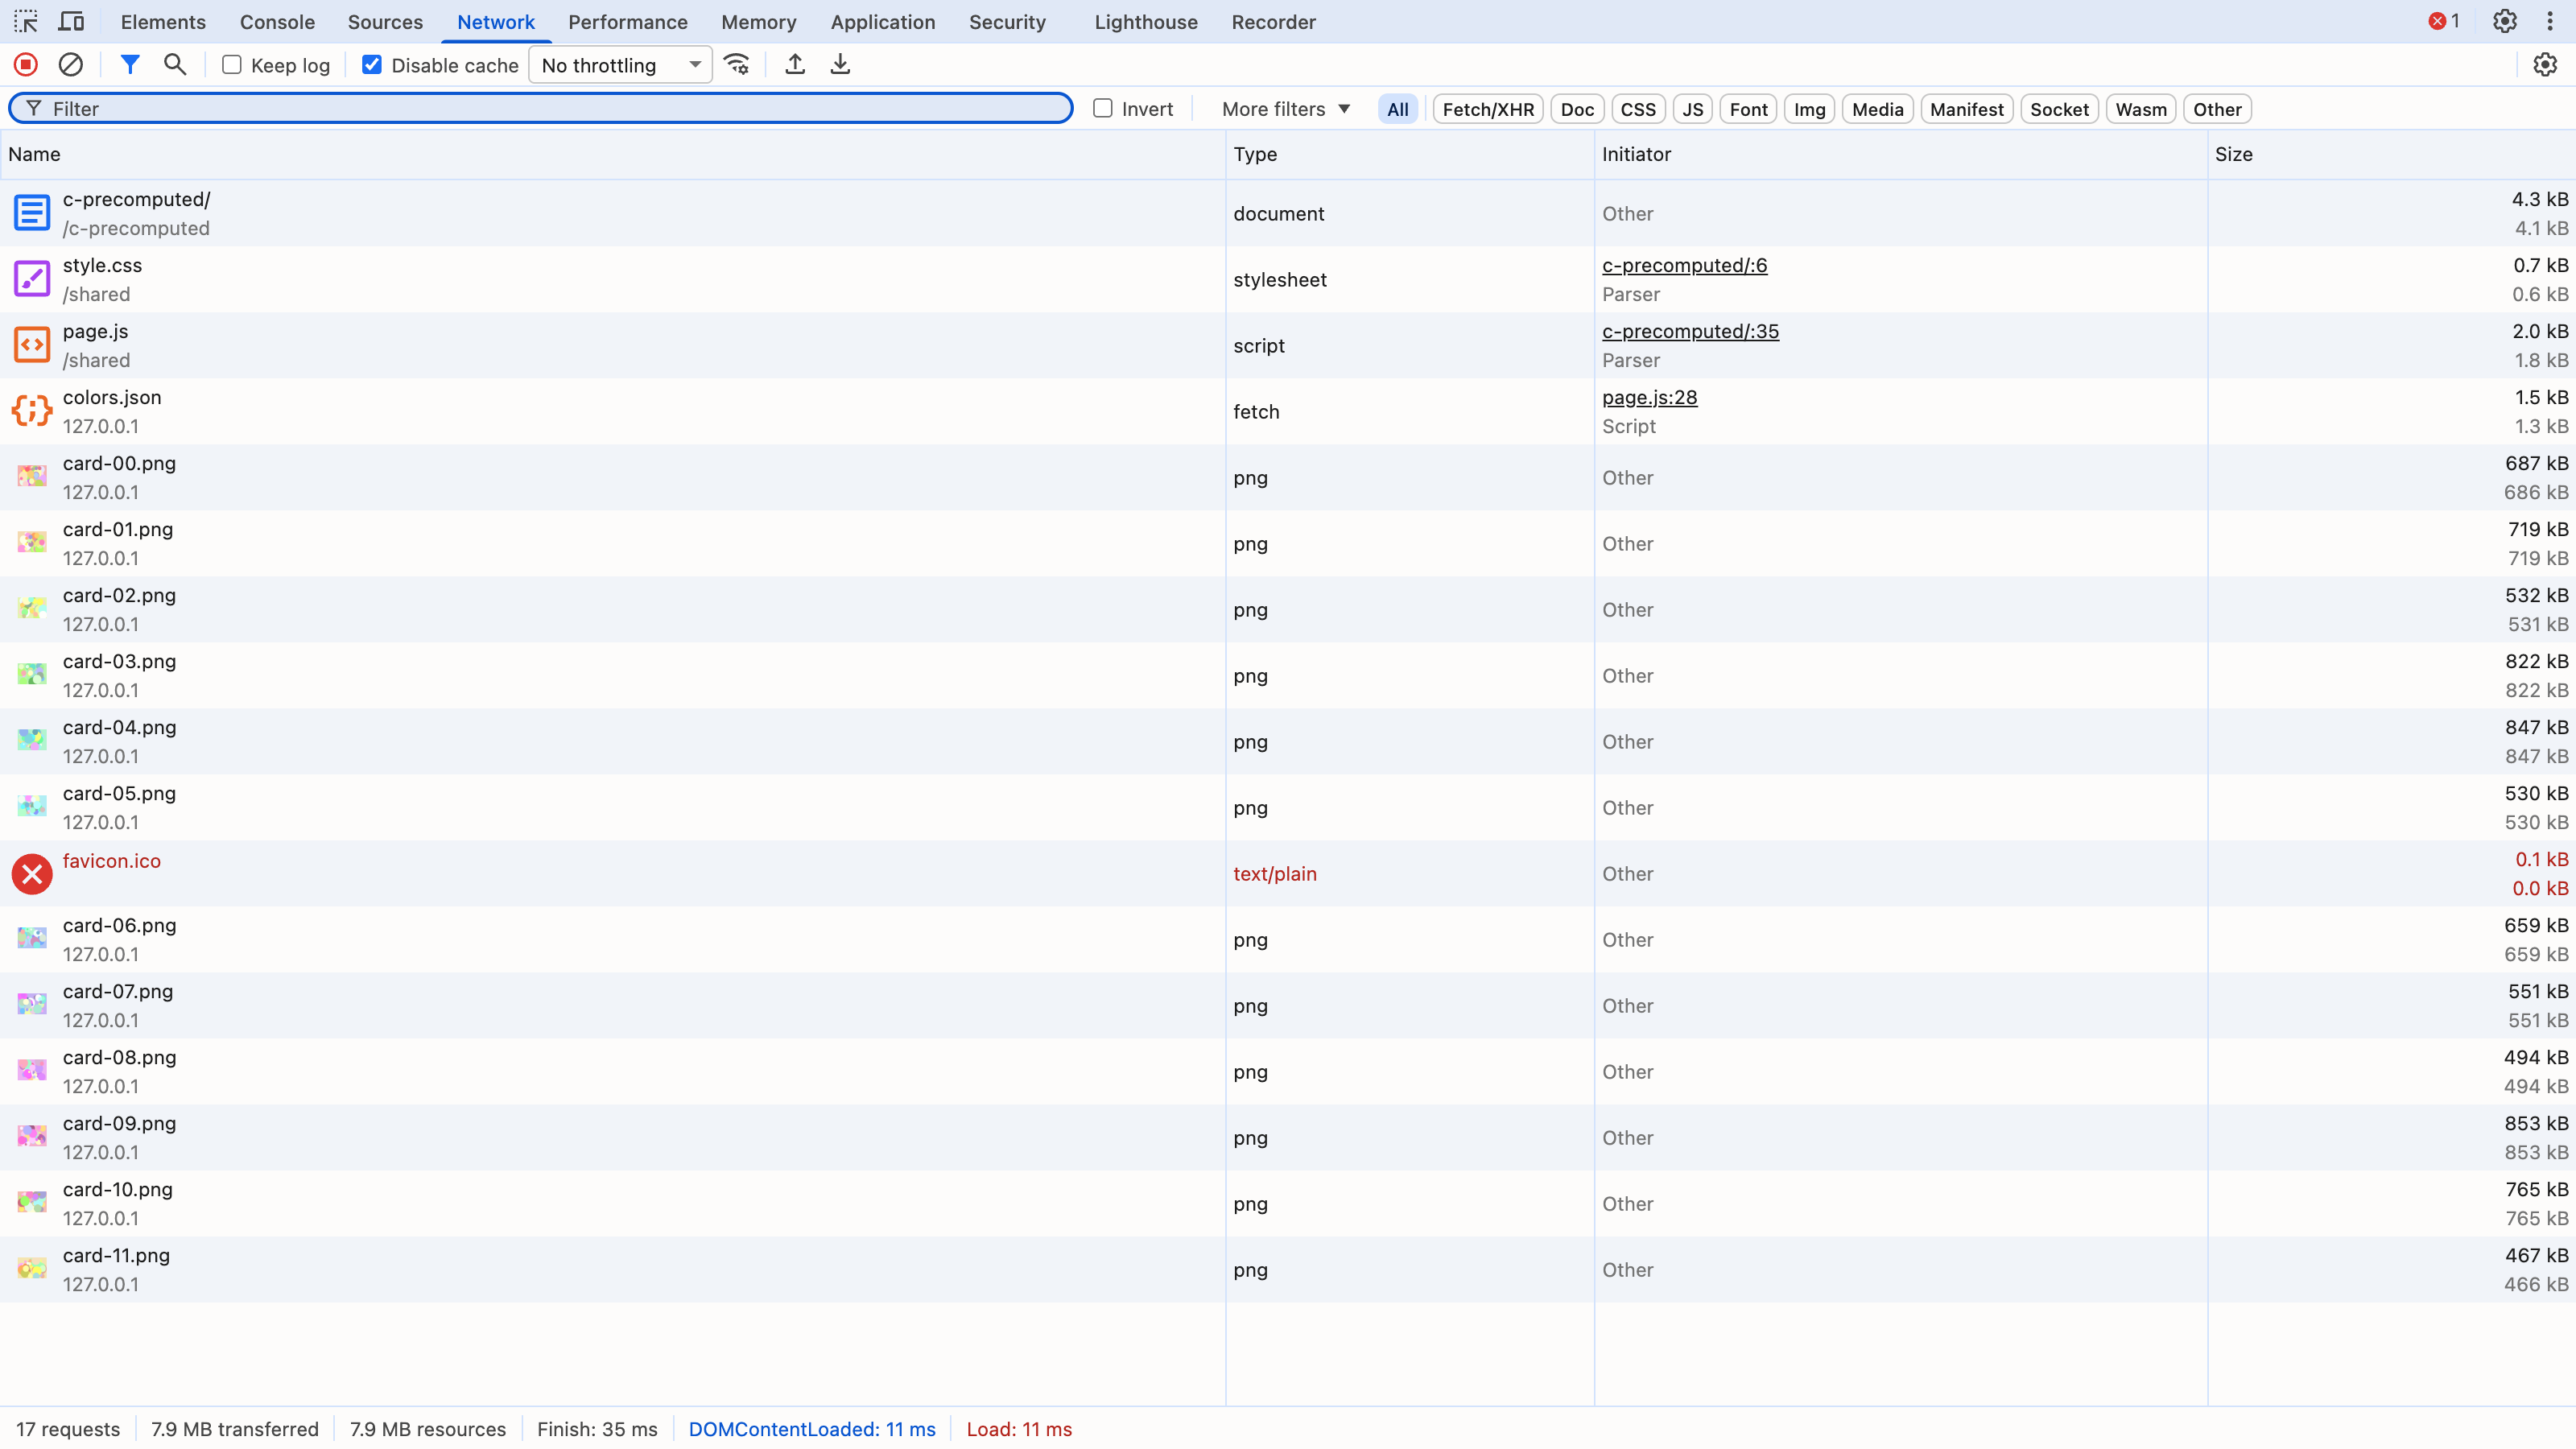 Elements Console Sources Network Performance Memory Application Security Lighthouse Recorder 1
Keep log Disable cache No throttling
Filter Invert More filters All Fetch/XHR Doc CSS JS Font Img Media Manifest Socket Wasm Other
Name Type Initiator Size
c-precomputed/ document Other 4.3 kB
/c-precomputed 4.1 kB
style.css stylesheet c-precomputed/:6 0.7 kB
/shared Parser 0.6 kB
page.js script c-precomputed/:35 2.0 kB
/shared Parser 1.8 kB
colors.json fetch page.js:28 1.5 kB
127.0.0.1 Script 1.3 kB
card-00.png png Other 687 kB
127.0.0.1 686 kB
card-01.png png Other 719 kB
127.0.0.1 719 kB
card-02.png png Other 532 kB
127.0.0.1 531 kB
card-03.png png Other 822 kB
127.0.0.1 822 kB
card-04.png png Other 847 kB
127.0.0.1 847 kB
card-05.png png Other 530 kB
127.0.0.1 530 kB
favicon.ico text/plain Other 0.1 kB
0.0 kB
card-06.png png Other 659 kB
127.0.0.1 659 kB
card-07.png png Other 551 kB
127.0.0.1 551 kB
card-08.png png Other 494 kB
127.0.0.1 494 kB
card-09.png png Other 853 kB
127.0.0.1 853 kB
card-10.png png Other 765 kB
127.0.0.1 765 kB
card-11.png png Other 467 kB
127.0.0.1 466 kB
17 requests 7.9 MB transferred 7.9 MB resources Finish: 35 ms DOMContentLoaded: 11 ms Load: 11 ms